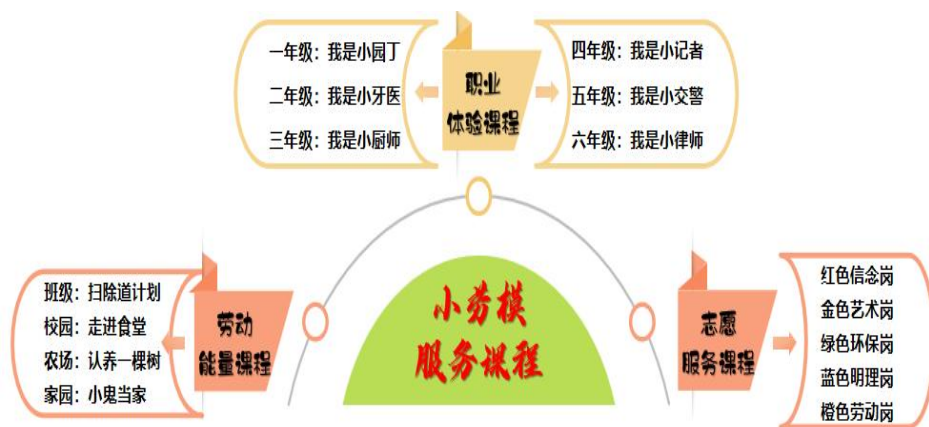 一年级：我是小园丁
二年级：我是小牙医
三年级：我是小厨师
职业
体验课程
四年级：我是小记者
五年级：我是小交警
六年级：我是小律师
班级：扫除道计划
校园：走进食堂
农场：认养一棵树
家园：小鬼当家
劳动
能量课程
小劳模
服务课程
志愿
服务课程
红色信念岗
金色艺术岗
绿色环保岗
蓝色明理岗
橙色劳动岗